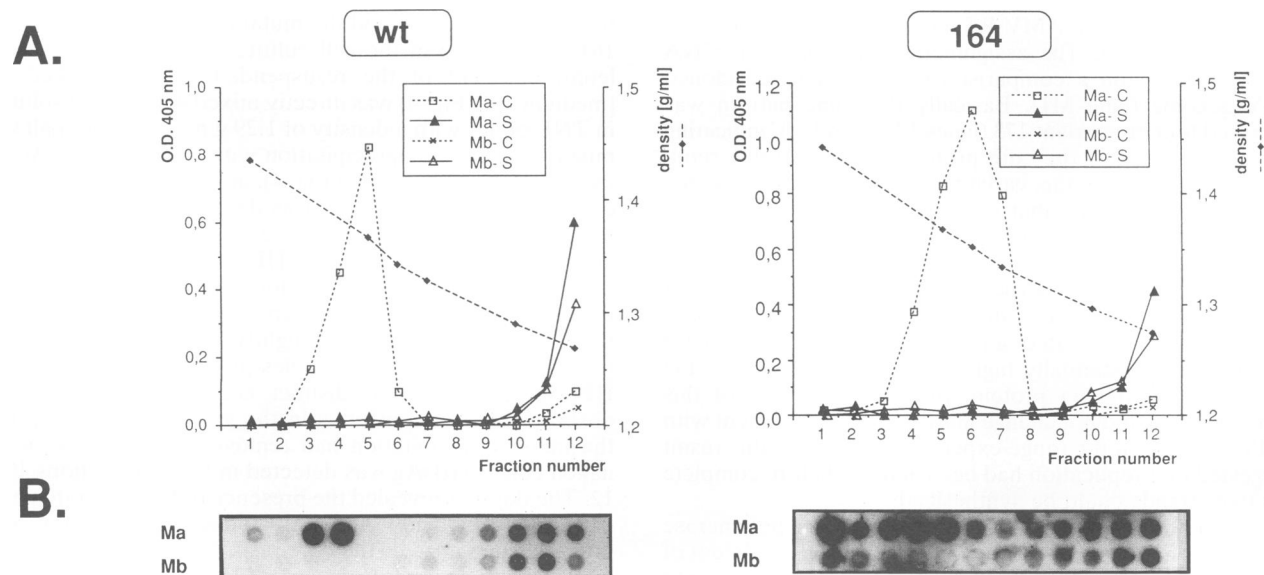 A.
wt
164
O.D. 405 nm
1,0
0,8
0,6
0,4
0,2
0,0
Ma- C
Ma- S
Mb- C
Mb- S
1,5
1,4
1,3
1,2
density [g/ml]
2 3 4 5 6 7 8 9 10 11 12
Fraction number
O.D. 405 nm
1,2
1,0
0,8
0,6
0,4
0,2
0,0
Ma- C
Ma- S
Mb- C
Mb- S
1,5
1,4
1,3
1,2
density [g/ml]
1 2 3 4 5 6 7 8 9 10 11 12
Fraction number
B.
Ma
Mb
Ma
Mb